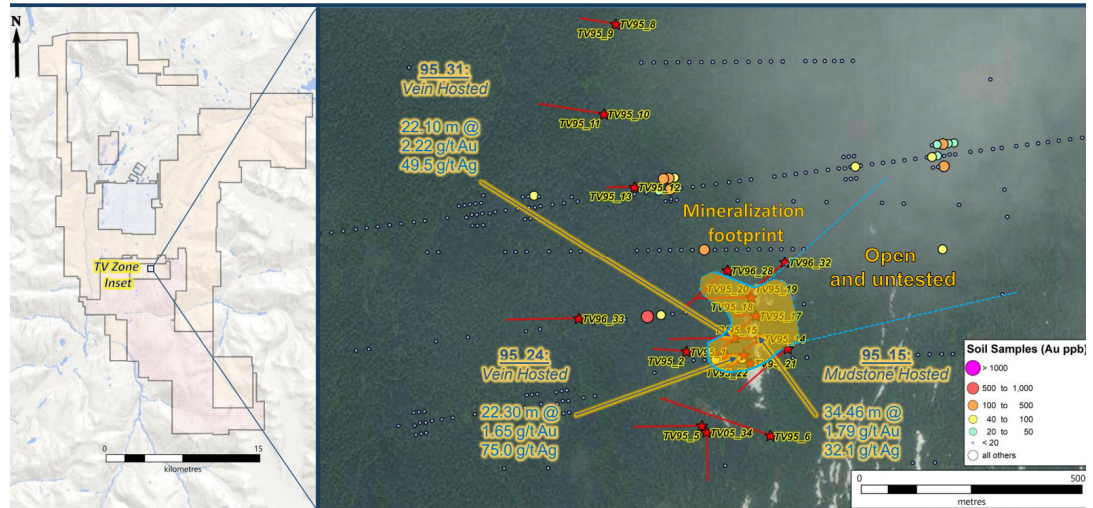 N
TV Zone
Inset
0
15
kilometres
TV95_8
TV95_9
95_31:
Vein Hosted
22.10 m @
2.22 g/t Au
49.5 g/t Ag
TV95_10
TV95_11
TV95_12
TV95_13
Mineralization
footprint
Open
and untested
TV96_32
TV96_28
TV95_20
TV95_19
TV95_18
TV95_17
TV96_33
TV95_15
TV95_14
TV95_1
TV95_2
TV95_21
TV95_22
95_24:
Vein Hosted
22.30 m @
1.65 g/t Au
75.0 g/t Ag
95_15:
Mudstone Hosted
34.46 m @
1.79 g/t Au
32.1 g/t Ag
TV95_5
TV05_34
TV95_6
Soil Samples (Au ppb)
> 1000
500 to 1,000
100 to 500
40 to 100
20 to 50
< 20
all others
0
500
metres